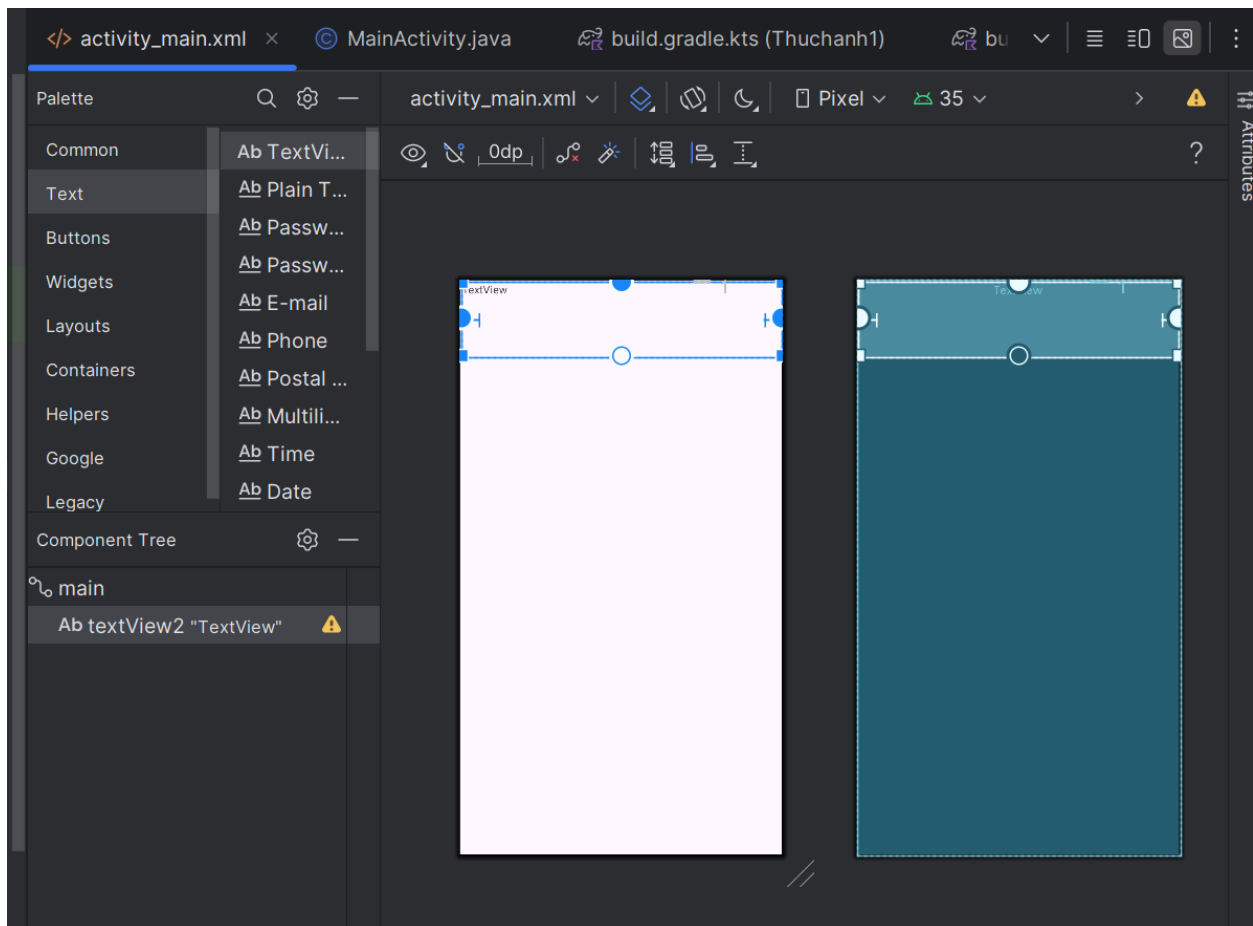 activity_main.xml
MainActivity.java
build.gradle.kts (Thuchanh1)
bu
Palette
activity_main.xml
Pixel
35
Attributes
Common
Text
Buttons
Widgets
Layouts
Containers
Helpers
Google
Legacy
Ab TextVi...
Ab Plain T...
Ab Passw...
Ab Passw...
Ab E-mail
Ab Phone
Ab Postal ...
Ab Multili...
Ab Time
Ab Date
0dp
?
Component Tree
main
Ab textView2 "TextView"
extView